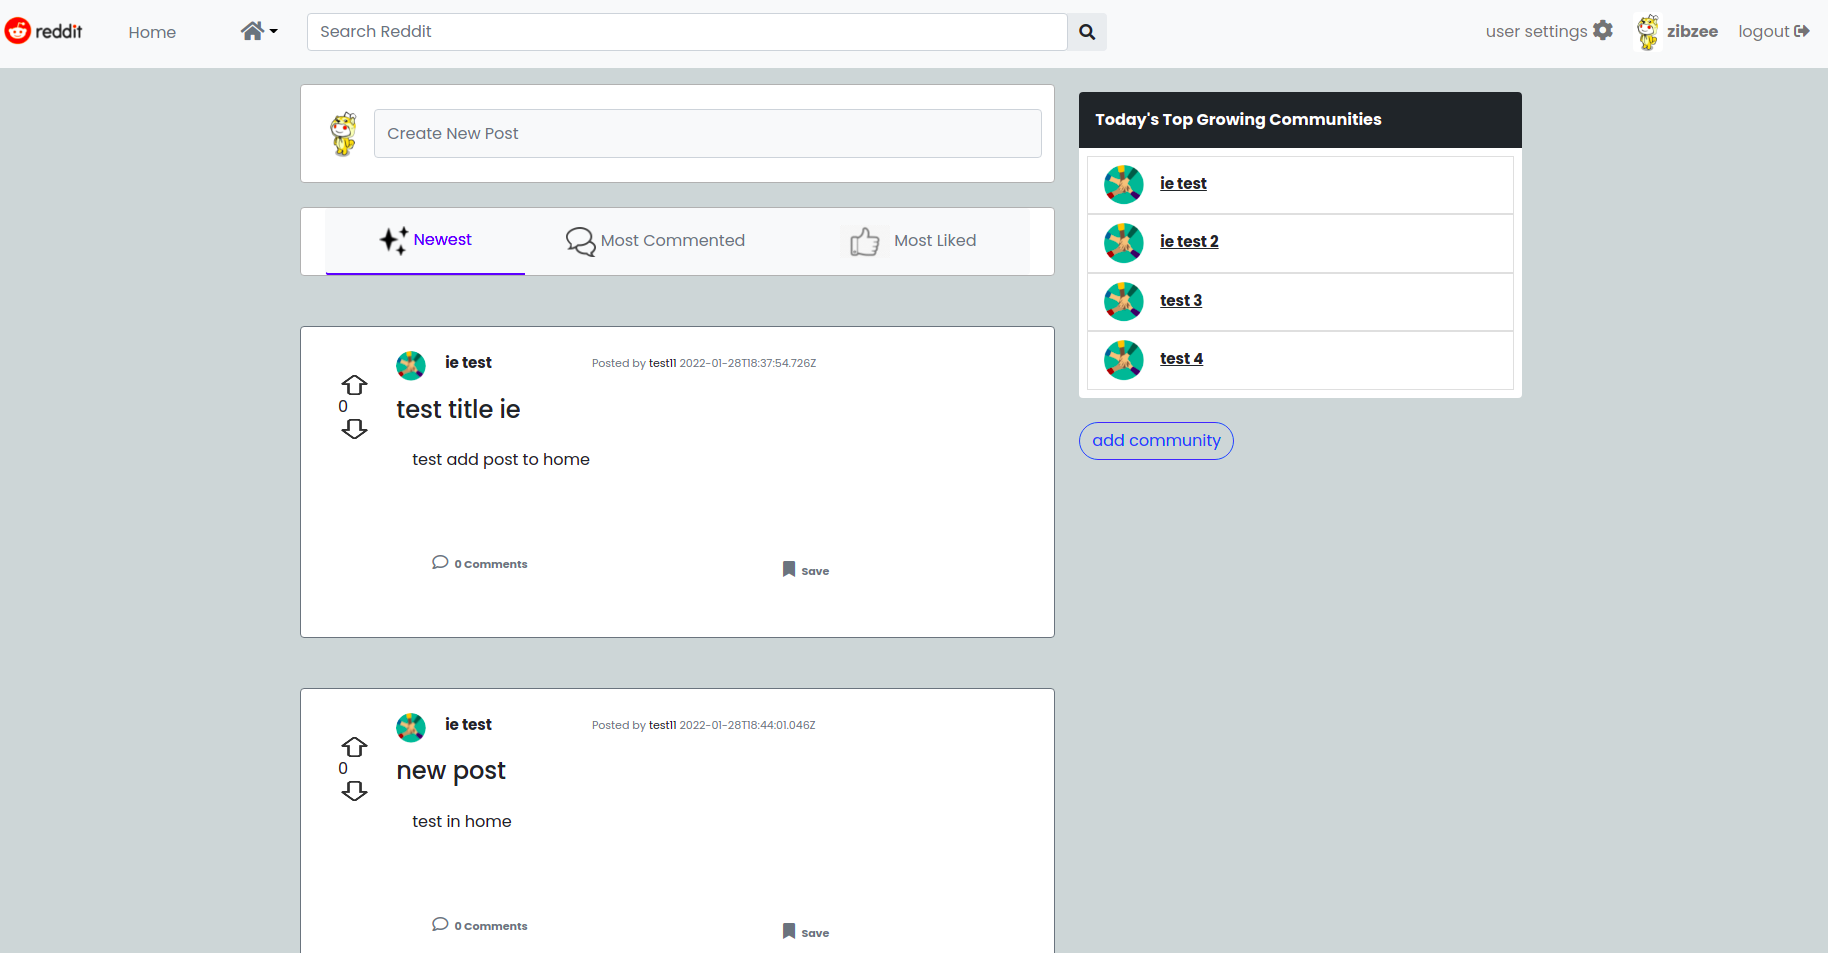 reddit Home Search Reddit user settings zibzee logout
Create New Post
Newest Most Commented Most Liked
ie test Posted by test11 2022-01-28T18:37:54.726Z
0
test title ie
test add post to home
0 Comments Save
ie test Posted by test11 2022-01-28T18:44:01.046Z
0
new post
test in home
0 Comments Save
Today's Top Growing Communities
ie test
ie test 2
test 3
test 4
add community